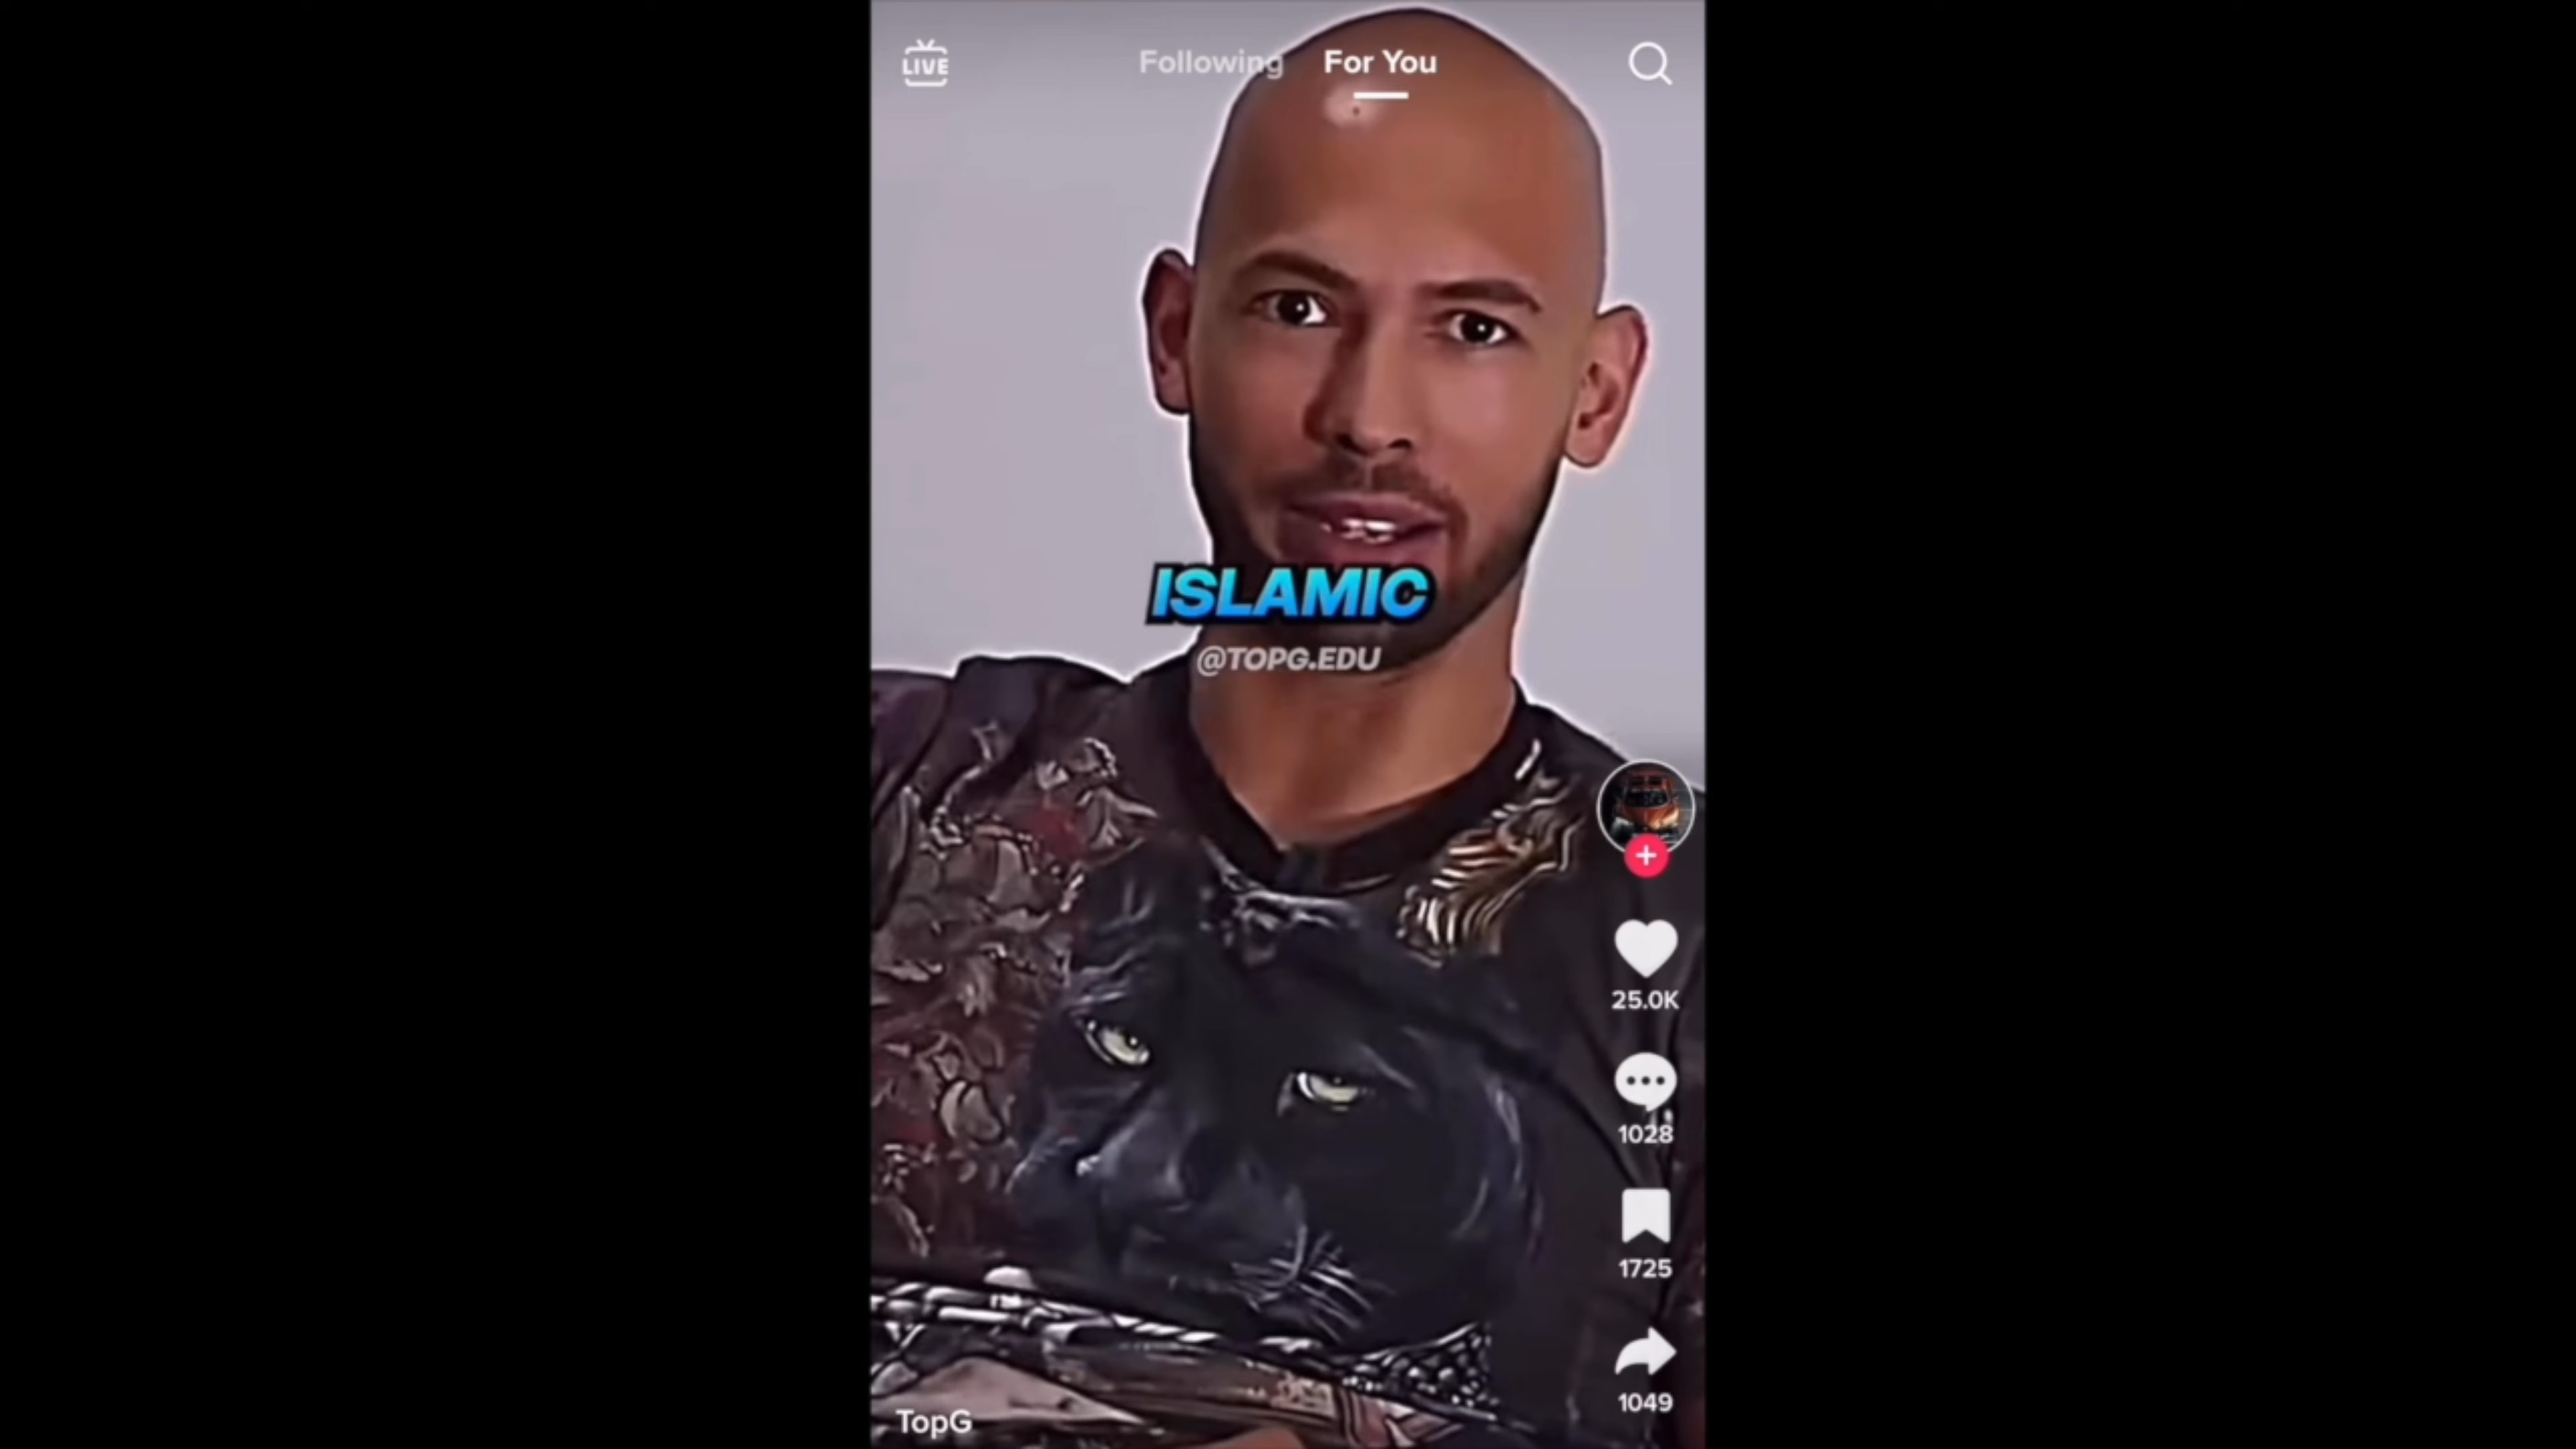 LIVE
Following
For You
ISLAMIC
@TOPG.EDU
25.0K
1028
1725
1049
TopG